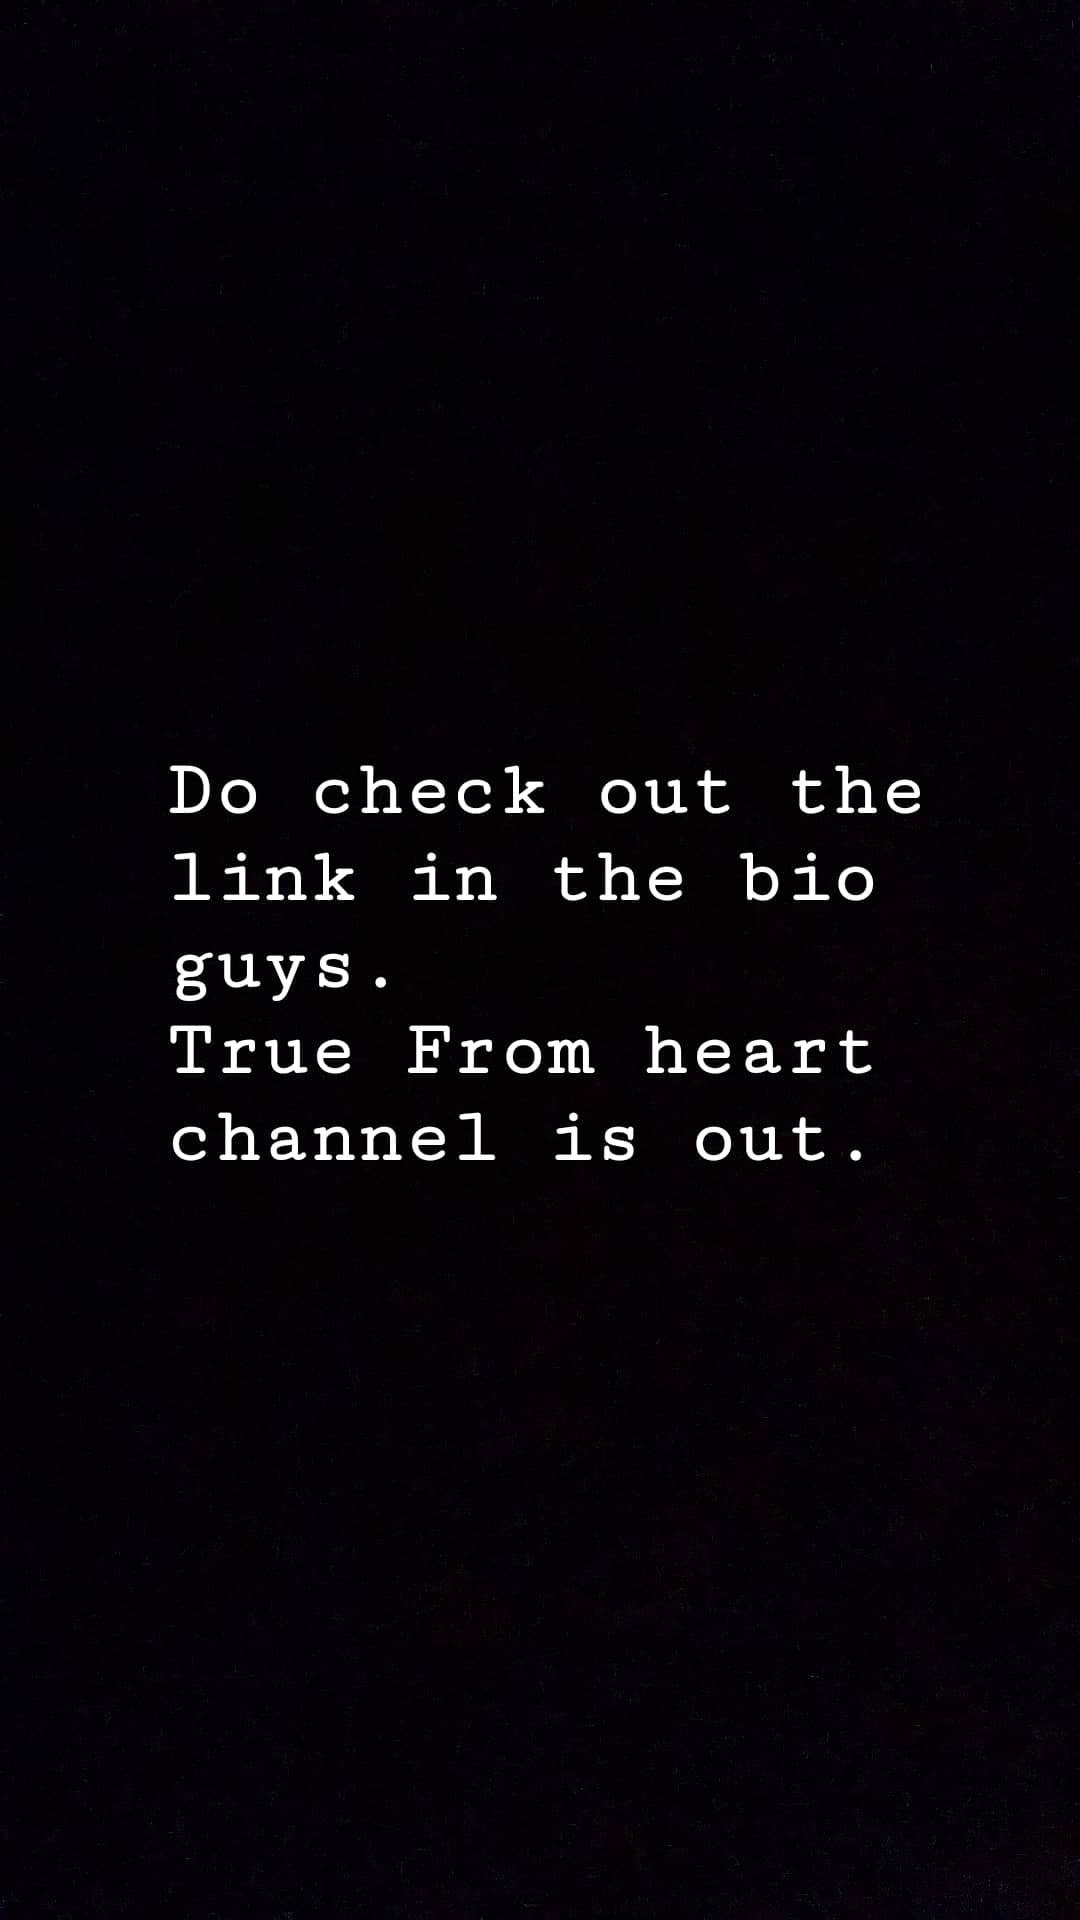 Do check out the
link in the bio
guys.
True From heart
channel is out.